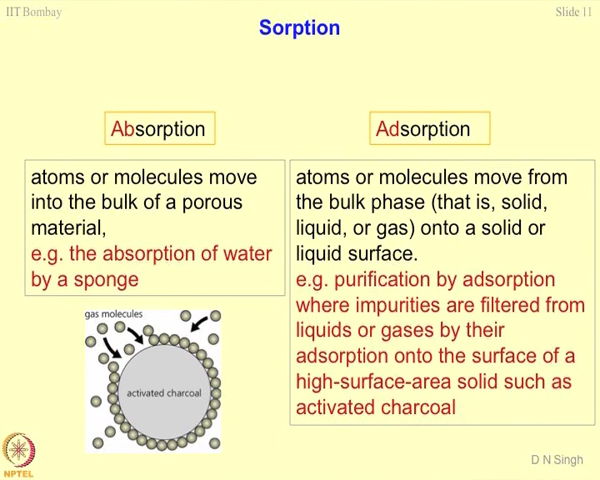 IIT Bombay
Slide 11
Sorption
Absorption
Adsorption
atoms or molecules move
into the bulk of a porous
material,
e.g. the absorption of water
by a sponge
atoms or molecules move from
the bulk phase (that is, solid,
liquid, or gas) onto a solid or
liquid surface.
e.g. purification by adsorption
where impurities are filtered from
liquids or gases by their
adsorption onto the surface of a
high-surface-area solid such as
activated charcoal
gas molecules
activated charcoal
NPTEL
D N Singh